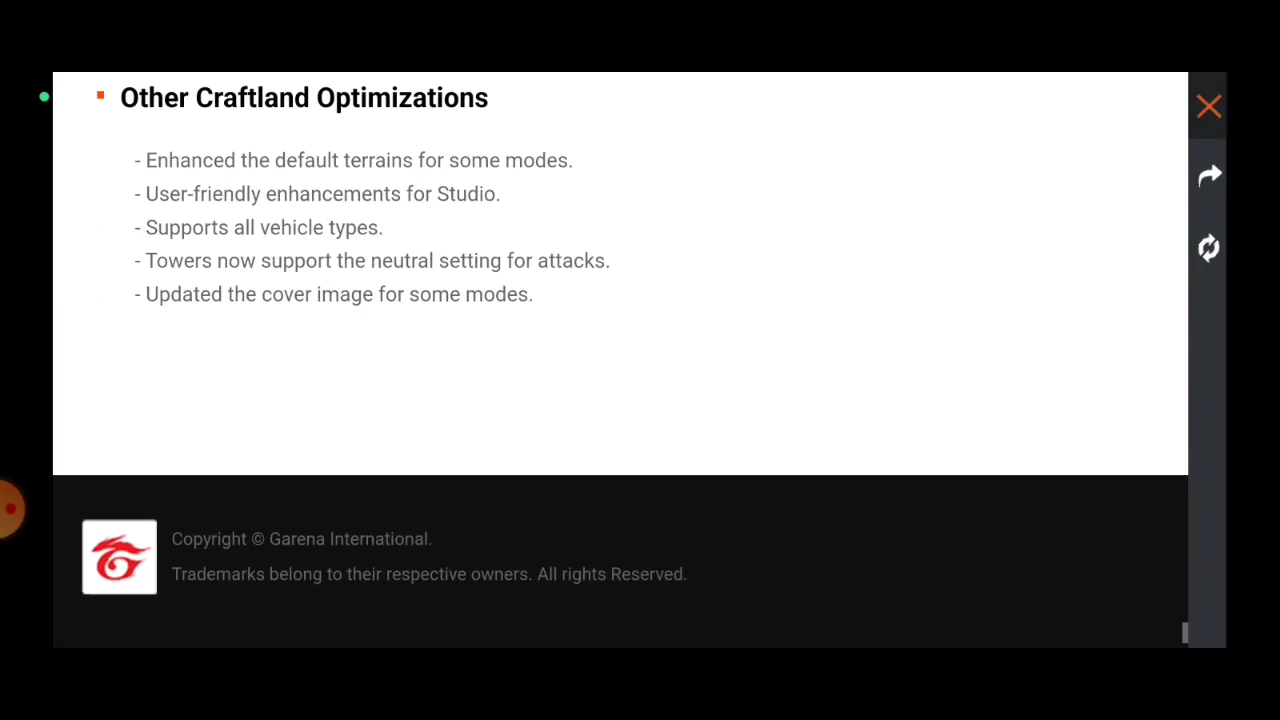 Other Craftland Optimizations
- Enhanced the default terrains for some modes.
- User-friendly enhancements for Studio.
- Supports all vehicle types.
- Towers now support the neutral setting for attacks.
- Updated the cover image for some modes.
Copyright © Garena International.
Trademarks belong to their respective owners. All rights Reserved.